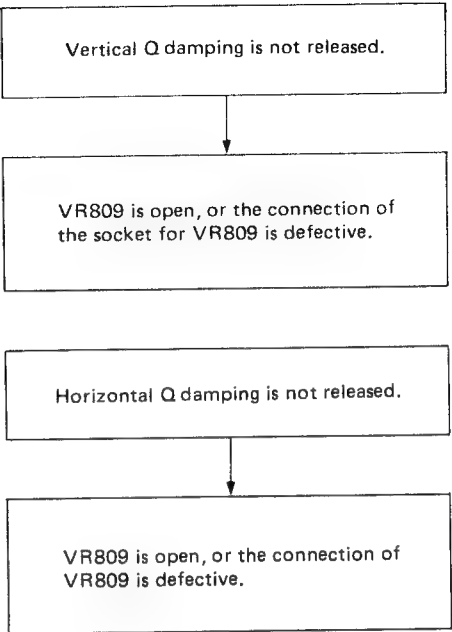 Vertical Q damping is not released.
VR809 is open, or the connection of
the socket for VR809 is defective.
Horizontal Q damping is not released.
VR809 is open, or the connection of
VR809 is defective.